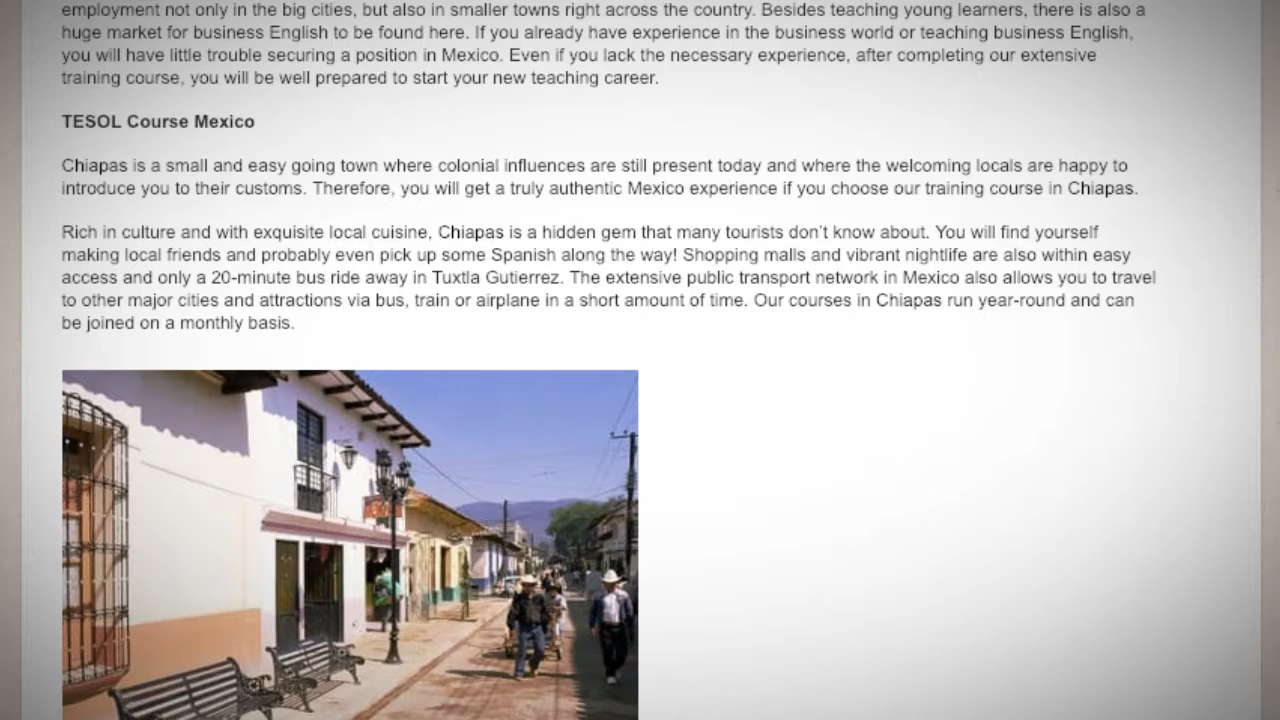 employment not only in the big cities, but also in smaller towns right across the country. Besides teaching young learners, there is also a
huge market for business English to be found here. If you already have experience in the business world or teaching business English,
you will have little trouble securing a position in Mexico. Even if you lack the necessary experience, after completing our extensive
training course, you will be well prepared to start your new teaching career.
TESOL Course Mexico
Chiapas is a small and easy going town where colonial influences are still present today and where the welcoming locals are happy to
introduce you to their customs. Therefore, you will get a truly authentic Mexico experience if you choose our training course in Chiapas.
Rich in culture and with exquisite local cuisine, Chiapas is a hidden gem that many tourists don’t know about. You will find yourself
making local friends and probably even pick up some Spanish along the way! Shopping malls and vibrant nightlife are also within easy
access and only a 20-minute bus ride away in Tuxtla Gutierrez. The extensive public transport network in Mexico also allows you to travel
to other major cities and attractions via bus, train or airplane in a short amount of time. Our courses in Chiapas run year-round and can
be joined on a monthly basis.